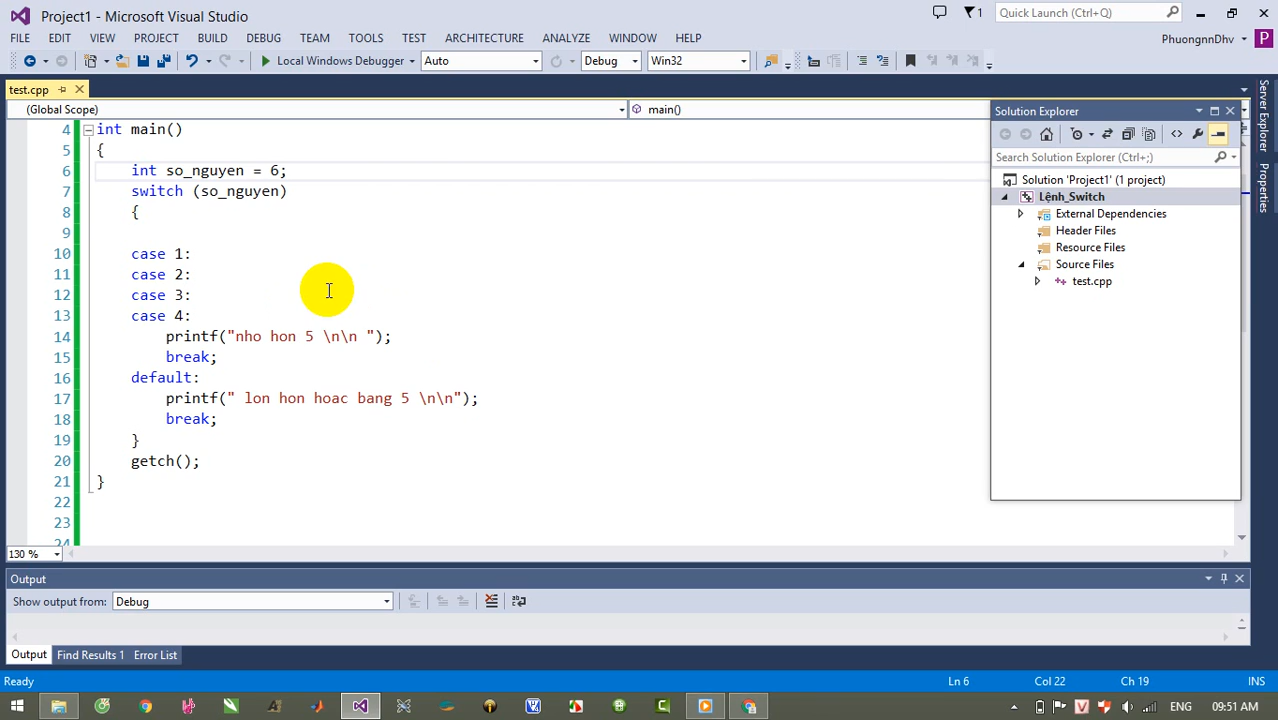 Project1 - Microsoft Visual Studio
1
Quick Launch (Ctrl+Q)
FILE EDIT VIEW PROJECT BUILD DEBUG TEAM TOOLS TEST ARCHITECTURE ANALYZE WINDOW HELP
PhuongnnDhv P
Local Windows Debugger Auto Debug Win32
test.cpp
(Global Scope) main()
4 int main()
5 {
6 int so_nguyen = 6;
7 switch (so_nguyen)
8 {
9
10 case 1:
11 case 2:
12 case 3:
13 case 4:
14 printf("nho hon 5 \n\n ");
15 break;
16 default:
17 printf(" lon hon hoac bang 5 \n\n");
18 break;
19 }
20 getch();
21 }
22
23
24
130 %
Solution Explorer
Search Solution Explorer (Ctrl+;)
Solution 'Project1' (1 project)
Lệnh_Switch
External Dependencies
Header Files
Resource Files
Source Files
test.cpp
Server Explorer
Properties
Output
Show output from: Debug
Output Find Results 1 Error List
Ready Ln 6 Col 22 Ch 19 INS
ENG 09:51 AM